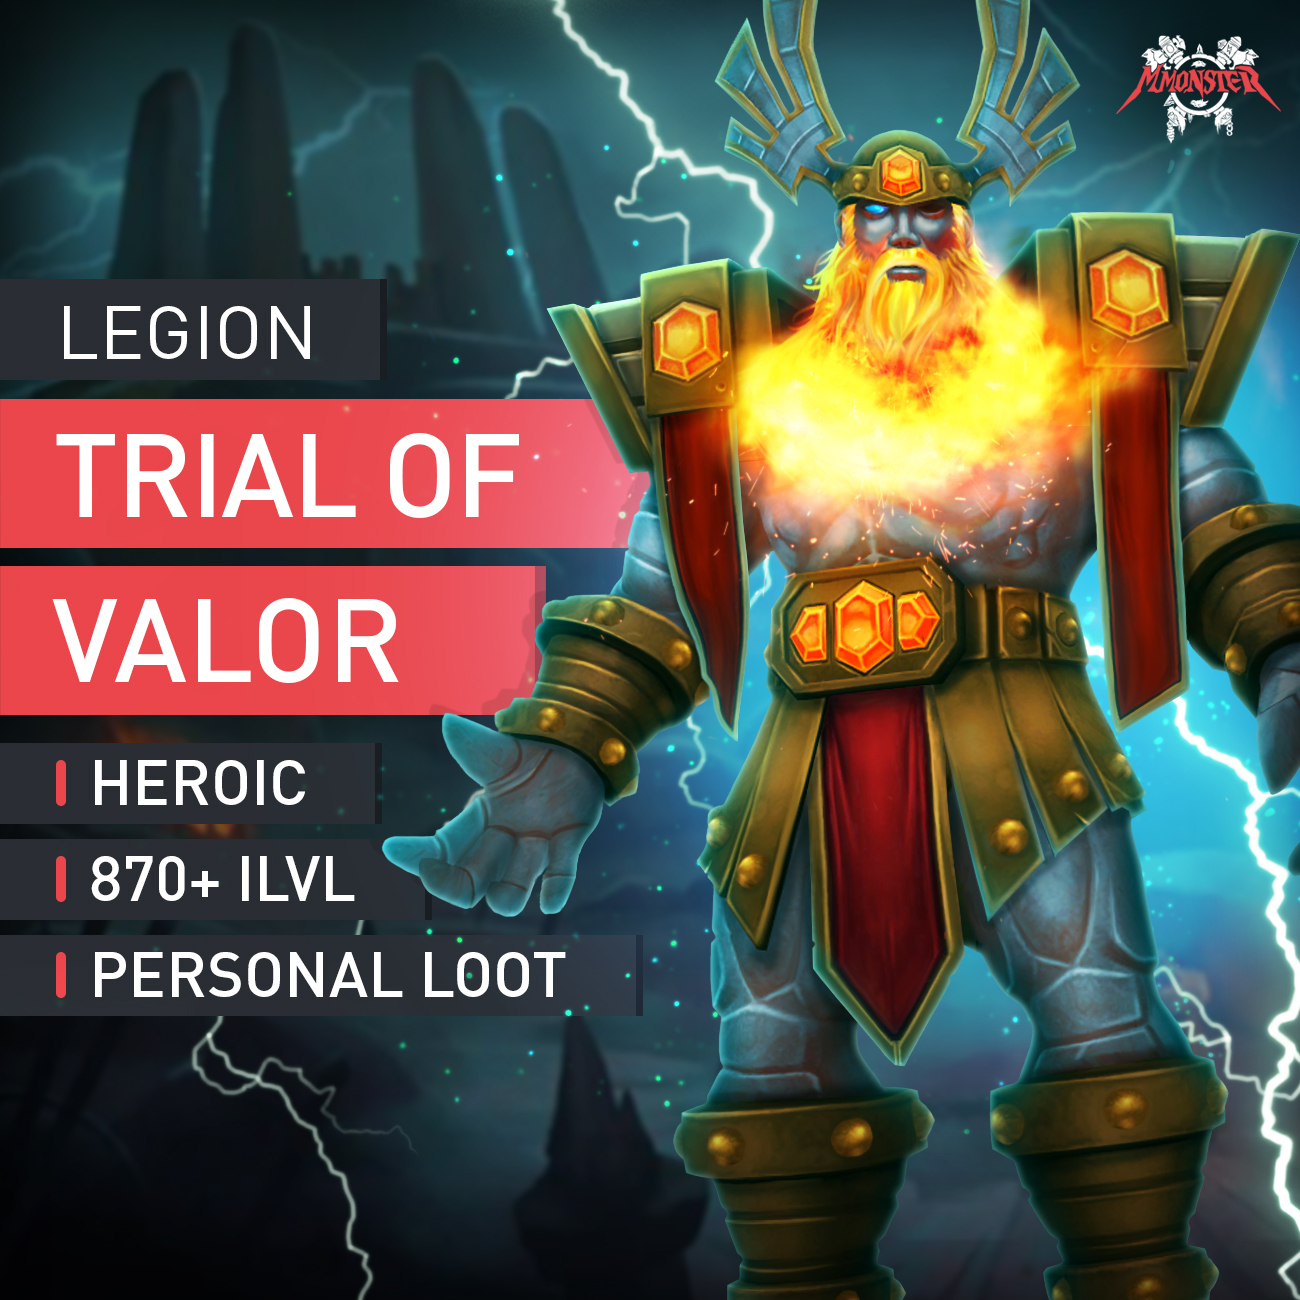 MMONSTER
LEGION
TRIAL OF
VALOR
HEROIC
870+ ILVL
PERSONAL LOOT